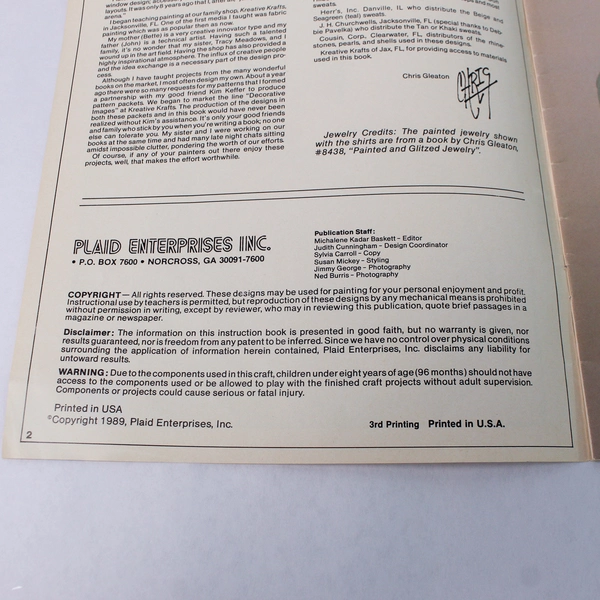 window design,
layouts. It was only 8 years ago that I
arena."
I began teaching painting at our family shop, Kreative Krafts,
in Jacksonville, FL. One of the first media I taught was fabric
painting which was as popular then as now.
My mother (Bette) is a very creative innovator type and my
father (John) is a technical artist. Having such a talented
family, it's no wonder that my sister, Tracy Meadows, and I
wound up in the art field. Having the shop has also provided a
highly inspirational atmosphere. The influx of creative people
and the idea exchange is a necessary part of the design pro-
cess.
Although I have taught projects from the many wonderful
books on the market, I most often design my own. About a year
ago there were so many requests for my patterns that I formed
a partnership with my good friend Kim Keffer to produce
pattern packets. We began to market the line "Decorative
Images" at Kreative Krafts. The production of the designs in
both these packets and in this book would have never been
realized without Kim's assistance. It's only your good friends
and family who stick by you when you're writing a book; no one
else can tolerate you. My sister and I were working on our
books at the same time and had many late night chats sitting
amidst impossible clutter, pondering the worth of our efforts.
Of course, if any of your painters out there enjoy these
projects, well, that makes the effort worthwhile.
sweats.
Herr's, Inc. Danville, IL who distribute the Beige and
Seagreen (teal) sweats.
J. H. Churchwells, Jacksonville, FL (special thanks to Deb-
bie Pavelka) who distribute the Tan or Khaki sweats.
Cousin, Corp., Clearwater, FL, distributors of the rhine-
stones, pearls, and shells used in these designs.
Kreative Krafts of Jax, FL, for providing access to materials
used in this book.
Chris Gleaton
CHRIS
Jewelry Credits: The painted jewelry shown
with the shirts are from a book by Chris Gleaton,
#8438, "Painted and Glitzed Jewelry".
PLAID ENTERPRISES INC.
• P.O. BOX 7600 • NORCROSS, GA 30091-7600
Publication Staff:
Michalene Kadar Baskett - Editor
Judith Cunningham - Design Coordinator
Sylvia Carroll - Copy
Susan Mickey - Styling
Jimmy George - Photography
Ned Burris - Photography
COPYRIGHT— All rights reserved. These designs may be used for painting for your personal enjoyment and profit.
Instructional use by teachers is permitted, but reproduction of these designs by any mechanical means is prohibited
without permission in writing, except by reviewer, who may in reviewing this publication, quote brief passages in a
magazine or newspaper.
Disclaimer: The information on this instruction book is presented in good faith, but no warranty is given, nor
results guaranteed, nor is freedom from any patent to be inferred. Since we have no control over physical conditions
surrounding the application of information herein contained, Plaid Enterprises, Inc. disclaims any liability for
untoward results.
WARNING: Due to the components used in this craft, children under eight years of age (96 months) should not have
access to the components used or be allowed to play with the finished craft projects without adult supervision.
Components or projects could cause serious or fatal injury.
Printed in USA
©Copyright 1989, Plaid Enterprises, Inc.
3rd Printing Printed in U.S.A.
2